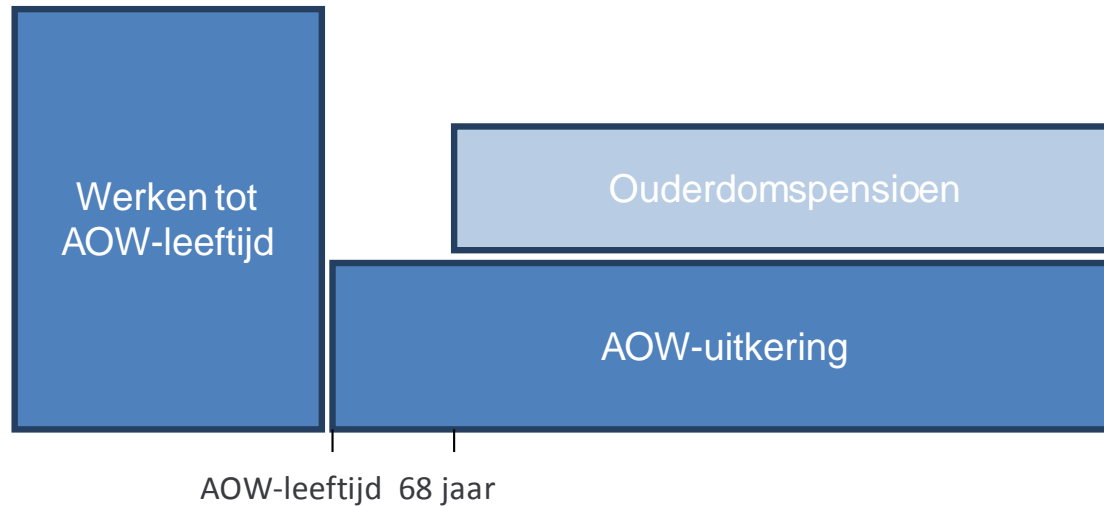 Werken tot
AOW-leeftijd
Ouderdomspensioen
AOW-uitkering
AOW-leeftijd 68 jaar